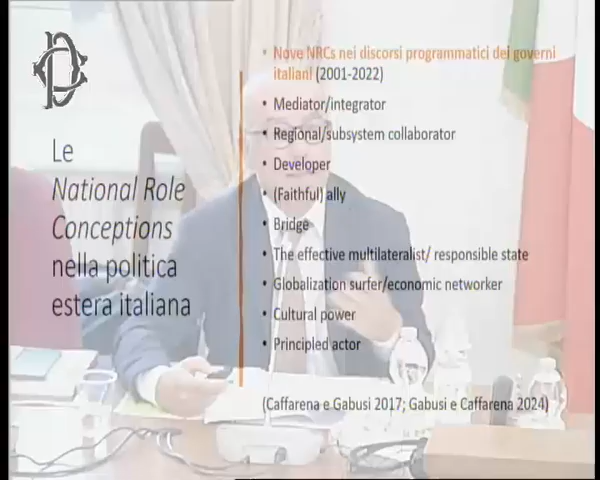 Le
National Role
Conceptions
nella politica
estera italiana
• Nove NRCs nei discorsi programmatici dei governi
italiani (2001-2022)
• Mediator/integrator
• Regional/subsystem collaborator
• Developer
• (Faithful) ally
• Bridge
• The effective multilateralist/ responsible state
• Globalization surfer/economic networker
• Cultural power
• Principled actor
(Caffarena e Gabusi 2017; Gabusi e Caffarena 2024)